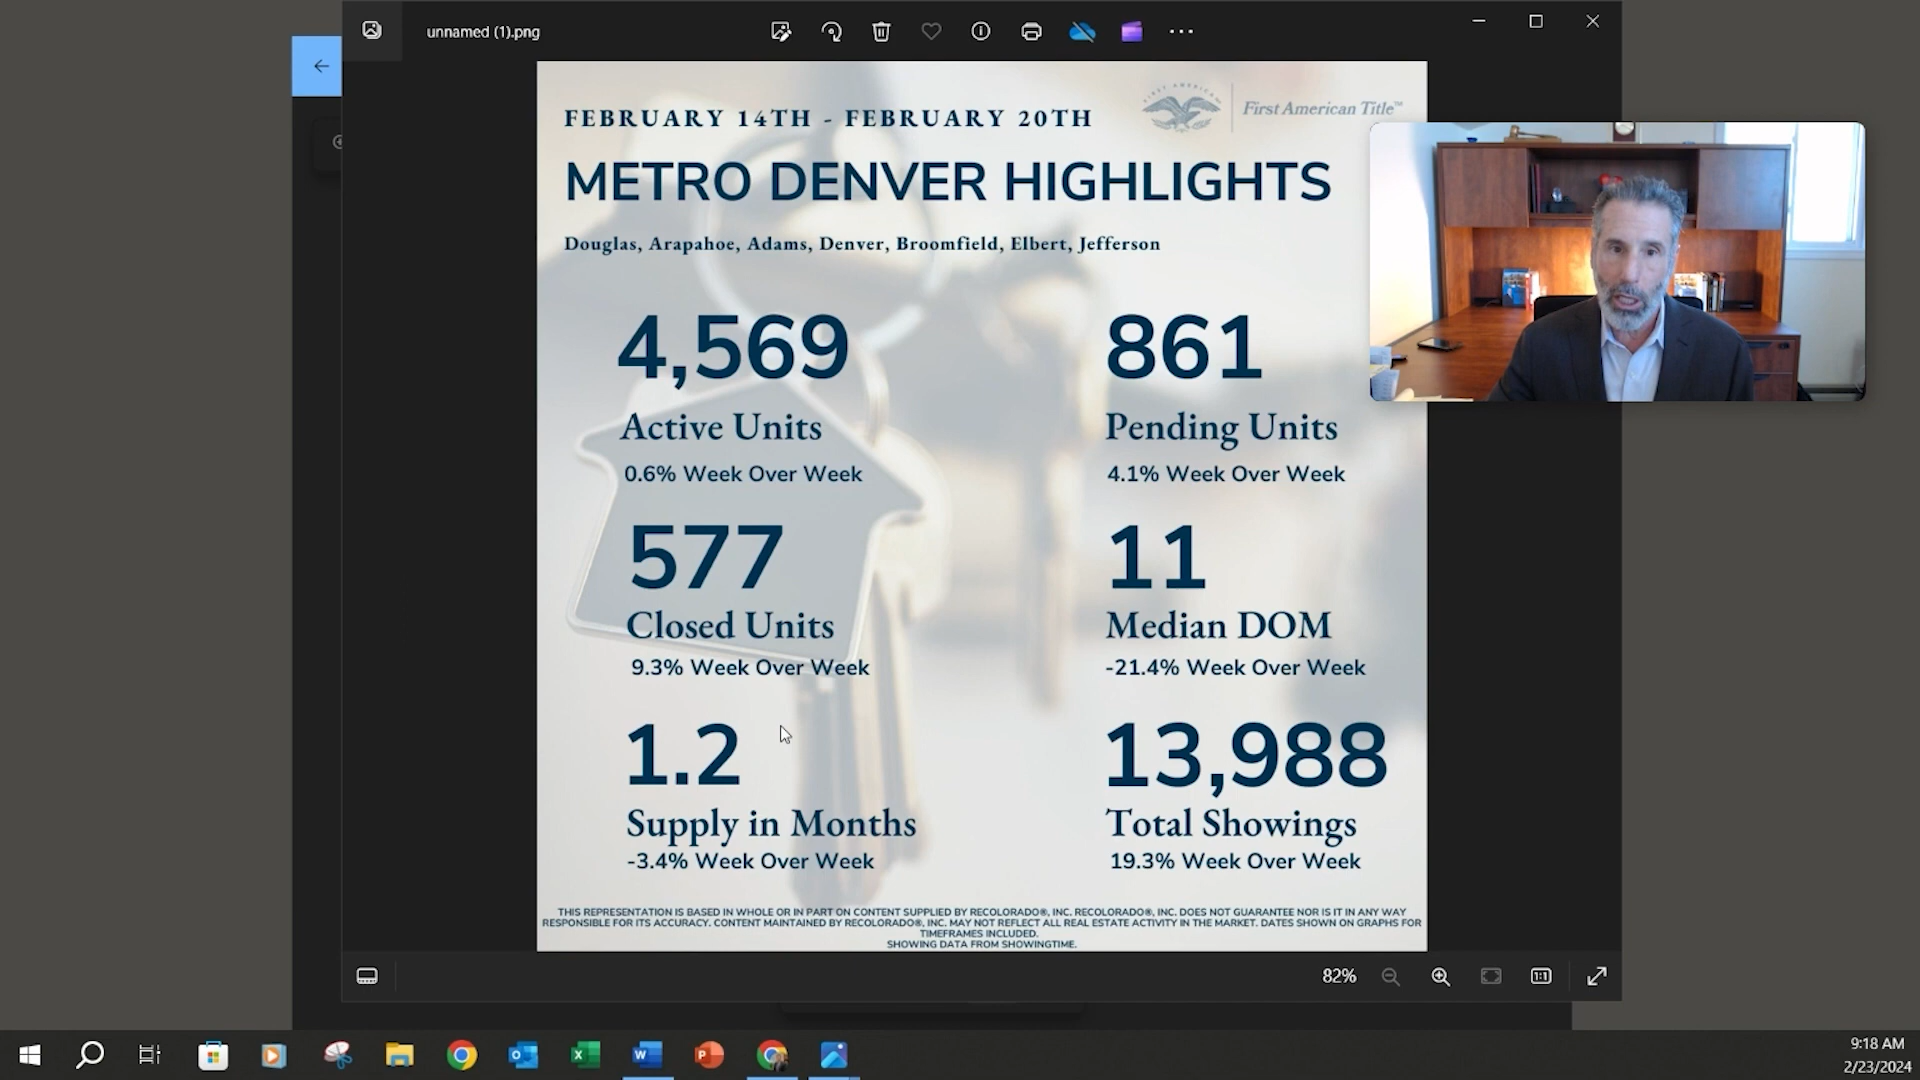 unnamed (1).png
FEBRUARY 14TH - FEBRUARY 20TH
FIRST AMERICAN
First American Title™
METRO DENVER HIGHLIGHTS
Douglas, Arapahoe, Adams, Denver, Broomfield, Elbert, Jefferson
4,569
Active Units
0.6% Week Over Week
861
Pending Units
4.1% Week Over Week
577
Closed Units
9.3% Week Over Week
11
Median DOM
-21.4% Week Over Week
1.2
Supply in Months
-3.4% Week Over Week
13,988
Total Showings
19.3% Week Over Week
THIS REPRESENTATION IS BASED IN WHOLE OR IN PART ON CONTENT SUPPLIED BY RECOLORADO®, INC. RECOLORADO®, INC. DOES NOT GUARANTEE NOR IS IT IN ANY WAY
RESPONSIBLE FOR ITS ACCURACY. CONTENT MAINTAINED BY RECOLORADO®, INC. MAY NOT REFLECT ALL REAL ESTATE ACTIVITY IN THE MARKET. DATES SHOWN ON GRAPHS FOR
TIMEFRAMES INCLUDED.
SHOWING DATA FROM SHOWINGTIME.
82%
1:1
9:18 AM
2/23/2024